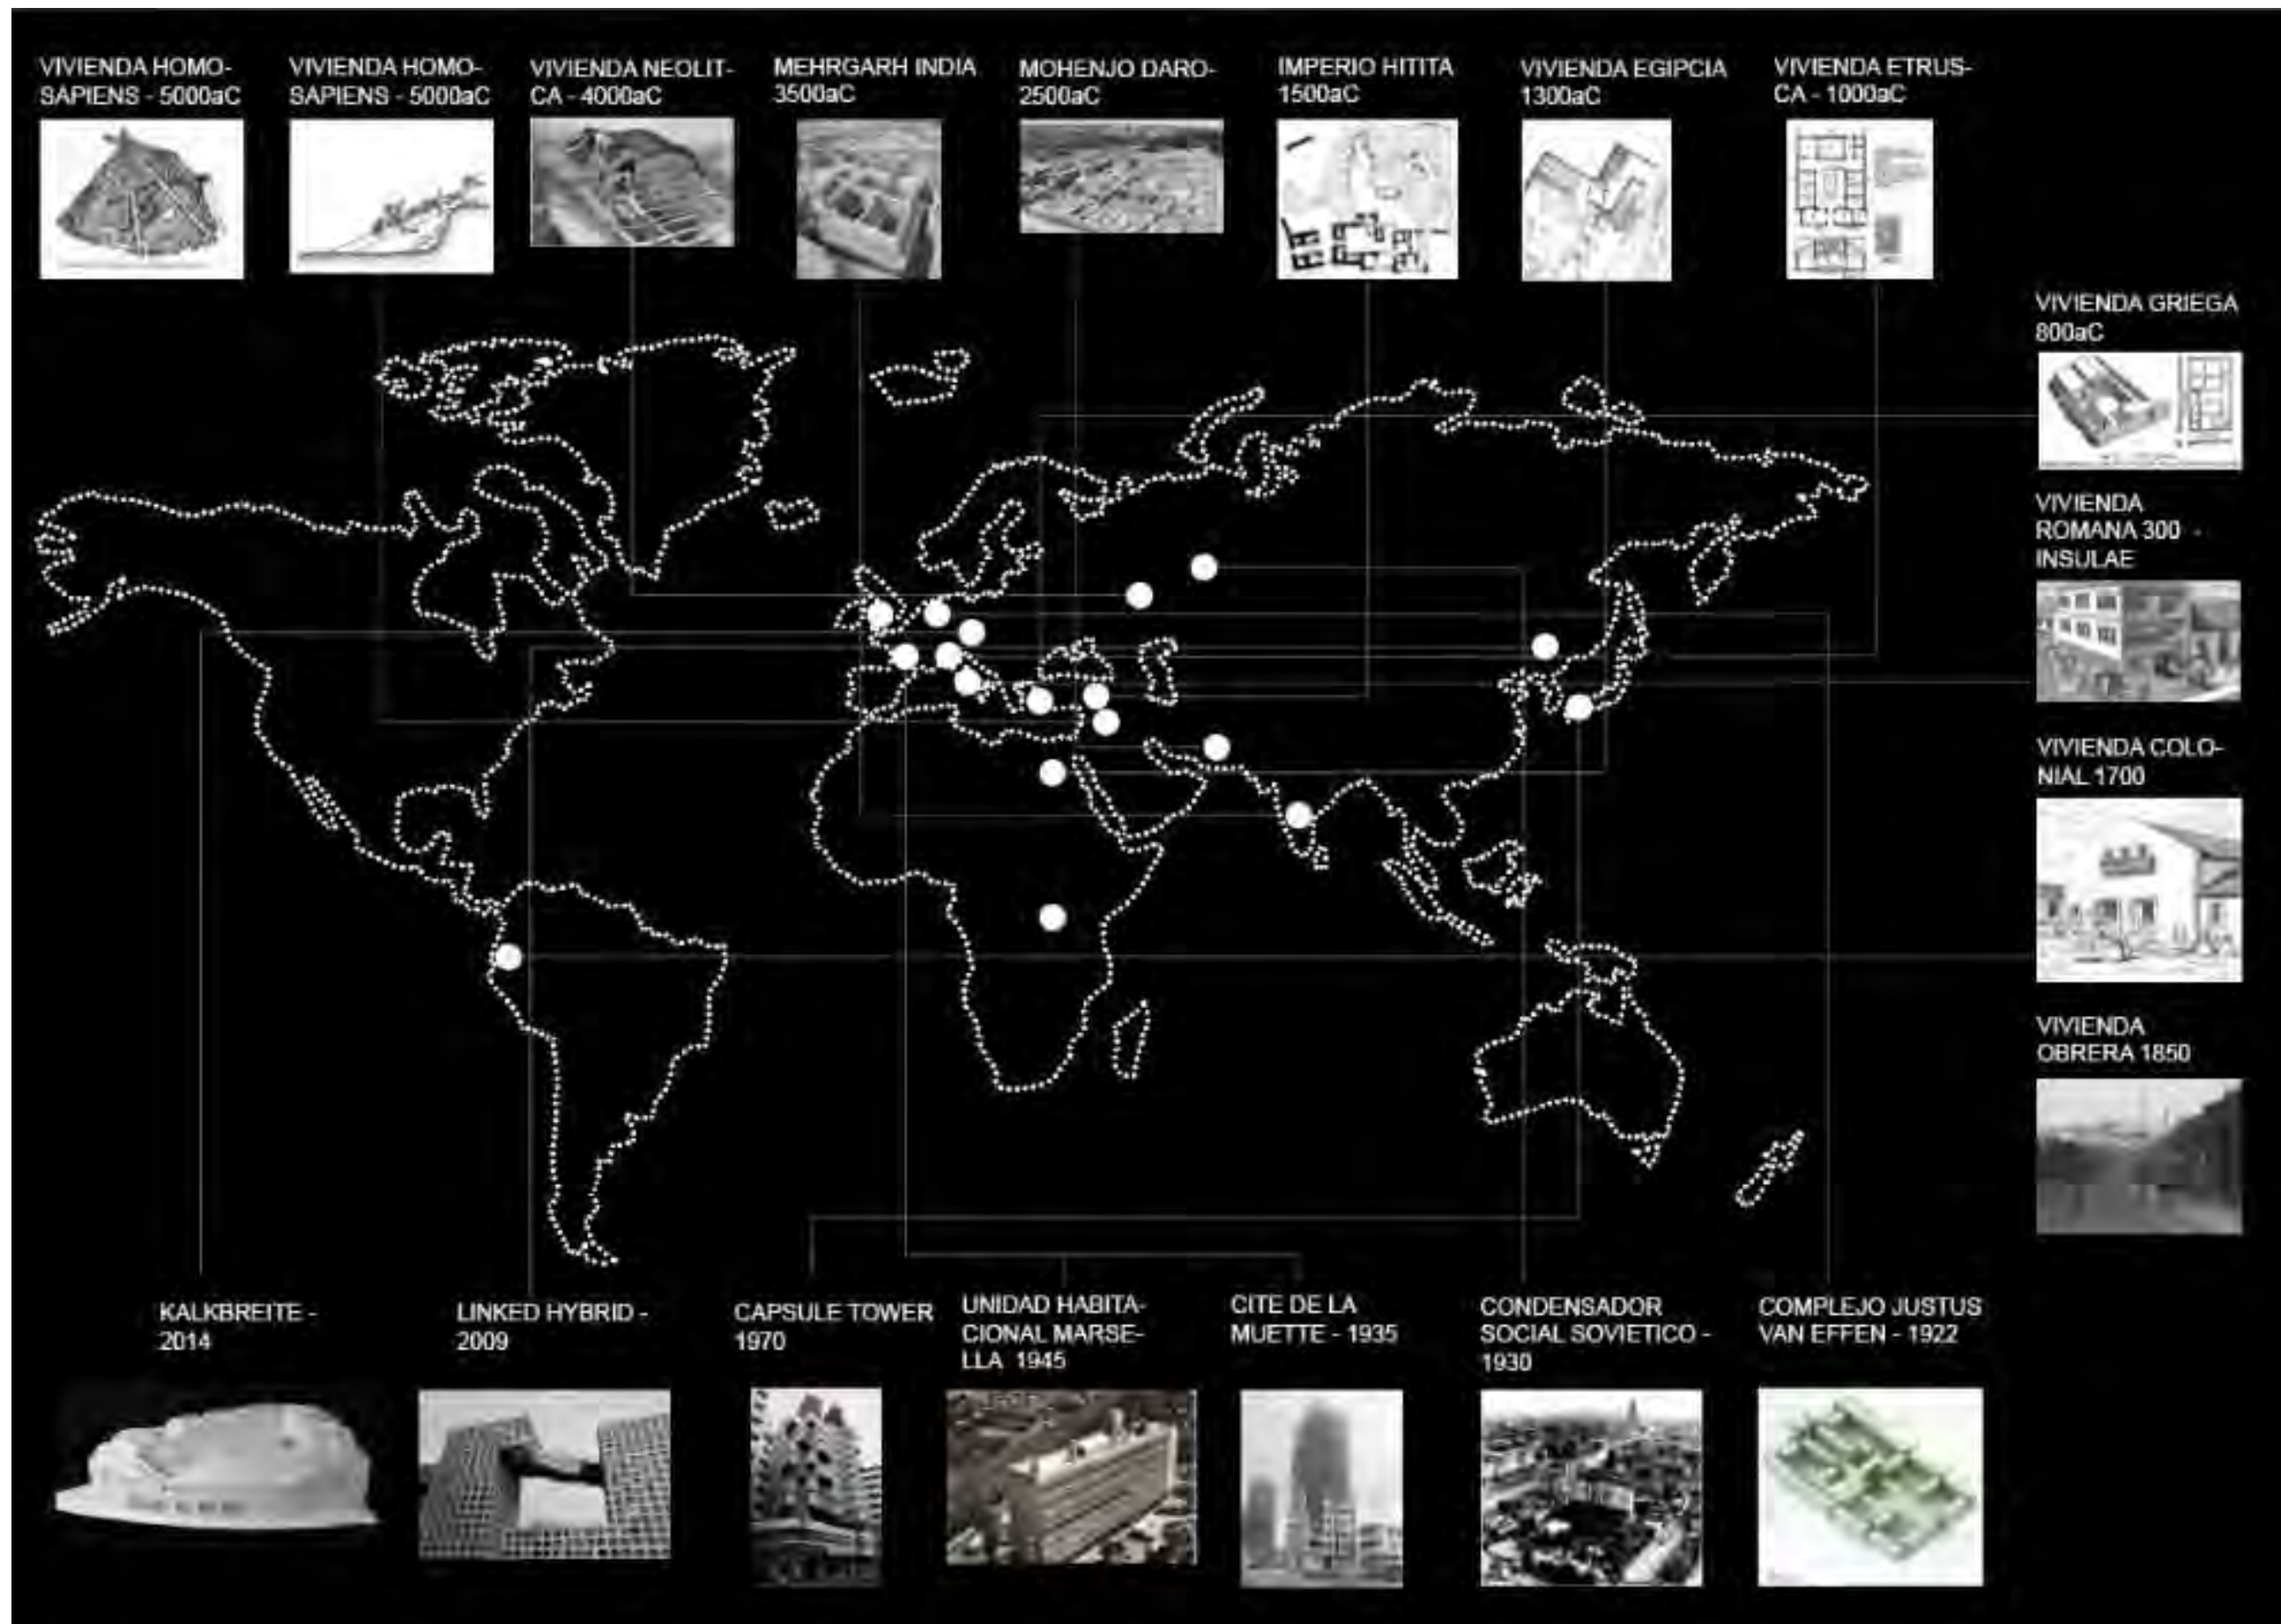 VIVIENDA HOMO-
SAPIENS - 5000aC
VIVIENDA HOMO-
SAPIENS - 5000aC
VIVIENDA NEOLIT-
CA - 4000aC
MEHRGARH INDIA
3500aC
MOHENJO DARO-
2500aC
IMPERIO HITITA
1500aC
VIVIENDA EGIPCIA
1300aC
VIVIENDA ETRUS-
CA - 1000aC
VIVIENDA GRIEGA
800aC
VIVIENDA
ROMANA 300 -
INSULAE
VIVIENDA COLO-
NIAL 1700
VIVIENDA
OBRERA 1850
KALKBREITE -
2014
LINKED HYBRID -
2009
CAPSULE TOWER
1970
UNIDAD HABITA-
CIONAL MARSE-
LLA 1945
CITE DE LA
MUETTE - 1935
CONDENSADOR
SOCIAL SOVIETICO -
1930
COMPLEJO JUSTUS
VAN EFFEN - 1922